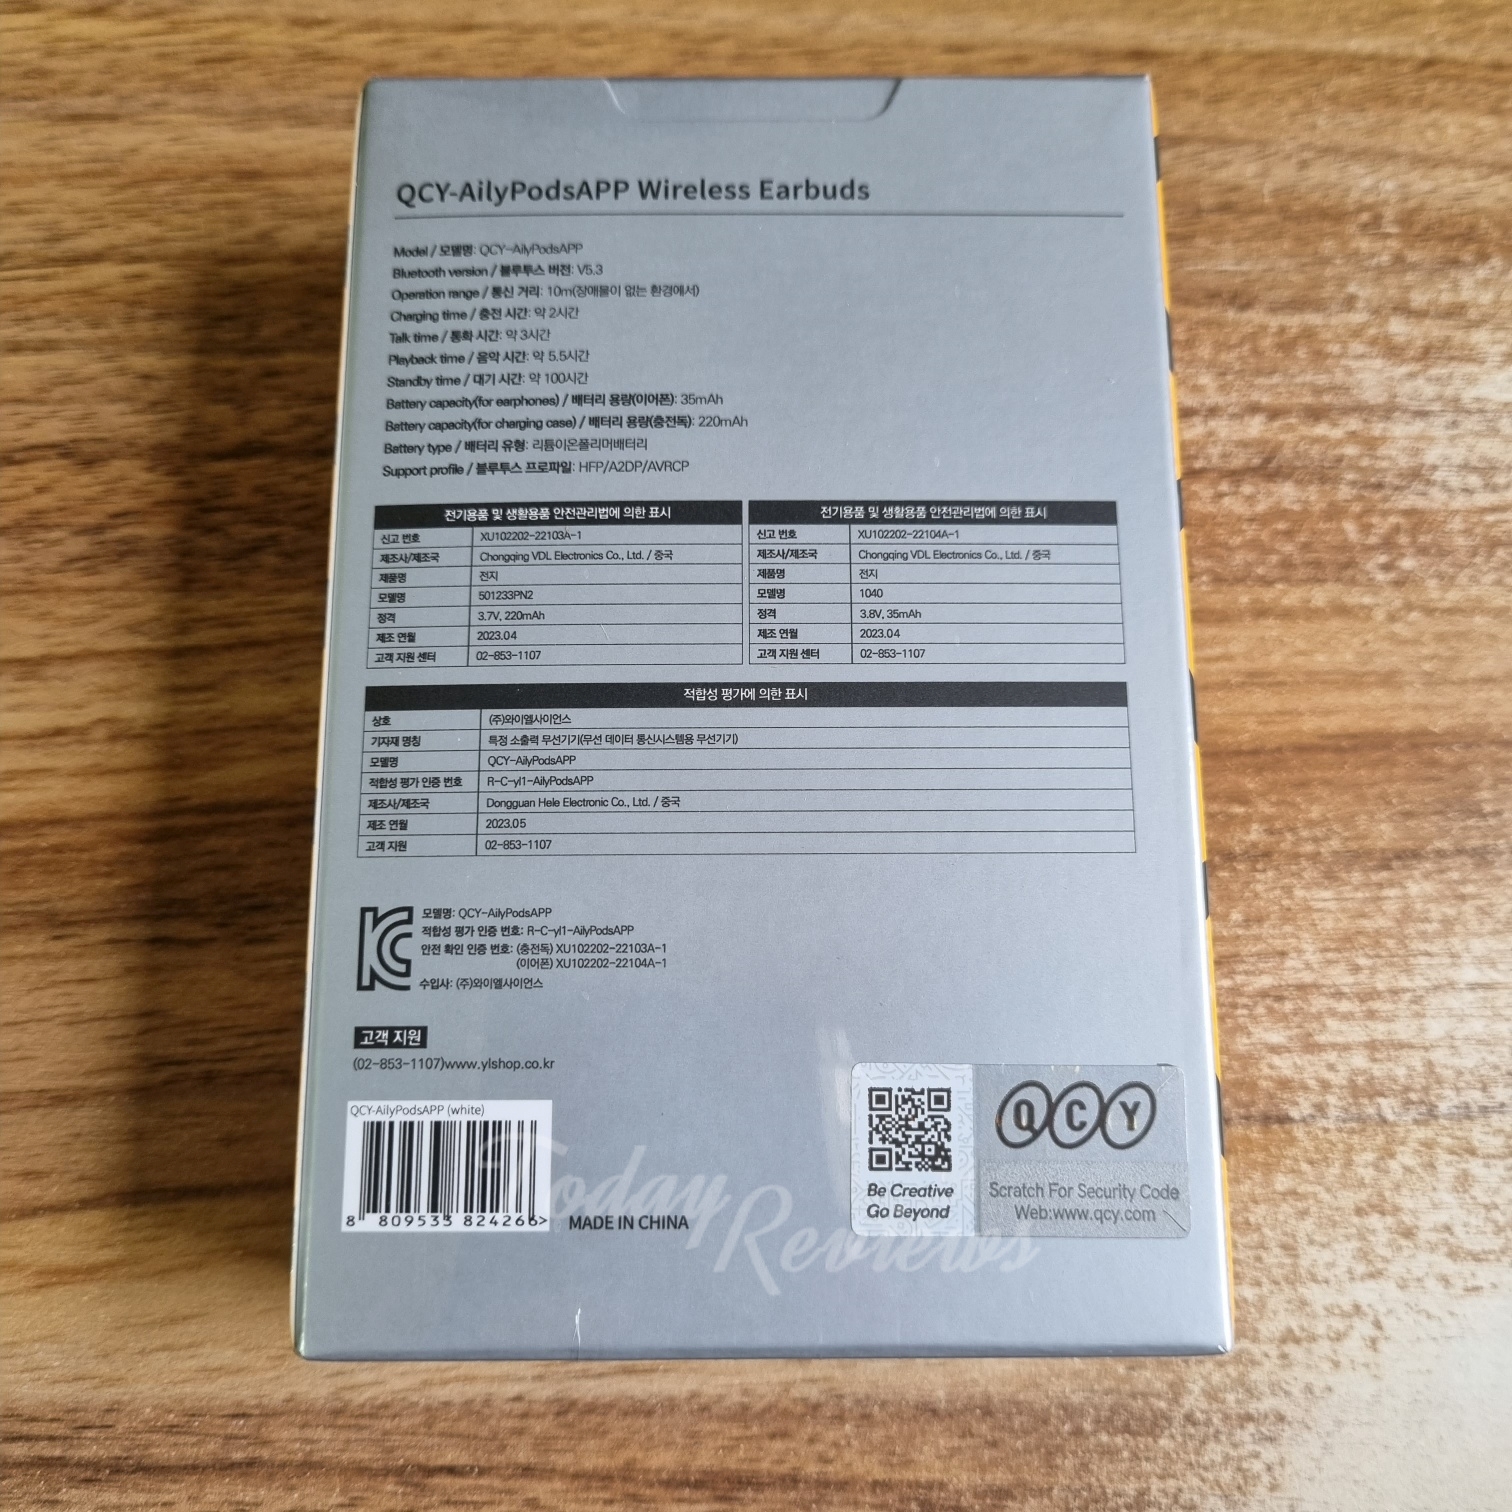 QCY-AilyPodsAPP Wireless Earbuds
Model / 모델명: QCY-AilyPodsAPP
Bluetooth version / 블루투스 버전: V5.3
Operation range / 통신 거리: 10m(장애물이 없는 환경에서)
Charging time / 충전 시간: 약 2시간
Talk time / 통화 시간: 약 3시간
Playback time / 음악 시간: 약 5.5시간
Standby time / 대기 시간: 약 100시간
Battery capacity(for earphones) / 배터리 용량(이어폰): 35mAh
Battery capacity(for charging case) / 배터리 용량(충전독): 220mAh
Battery type / 배터리 유형: 리튬이온폴리머배터리
Support profile / 블루투스 프로파일: HFP/A2DP/AVRCP
전기용품 및 생활용품 안전관리법에 의한 표시
신고 번호 XU102202-22103A-1
제조사/제조국 Chongqing VDL Electronics Co., Ltd. / 중국
제품명 전지
모델명 501233PN2
정격 3.7V, 220mAh
제조 연월 2023.04
고객 지원 센터 02-853-1107
전기용품 및 생활용품 안전관리법에 의한 표시
신고 번호 XU102202-22104A-1
제조사/제조국 Chongqing VDL Electronics Co., Ltd. / 중국
제품명 전지
모델명 1040
정격 3.8V, 35mAh
제조 연월 2023.04
고객 지원 센터 02-853-1107
적합성 평가에 의한 표시
상호 (주)와이엘사이언스
기자재 명칭 특정 소출력 무선기기(무선 데이터 통신시스템용 무선기기)
모델명 QCY-AilyPodsAPP
적합성 평가 인증 번호 R-C-yl1-AilyPodsAPP
제조사/제조국 Dongguan Hele Electronic Co., Ltd. / 중국
제조 연월 2023.05
고객 지원 02-853-1107
KC
모델명: QCY-AilyPodsAPP
적합성 평가 인증 번호: R-C-yl1-AilyPodsAPP
안전 확인 인증 번호: (충전독) XU102202-22103A-1
(이어폰) XU102202-22104A-1
수입사: (주)와이엘사이언스
고객 지원
(02-853-1107)www.ylshop.co.kr
QCY-AilyPodsAPP (white)
8 809533 824266>
MADE IN CHINA
Be Creative
Go Beyond
QCY
Scratch For Security Code
Web:www.qcy.com
Today
Reviews